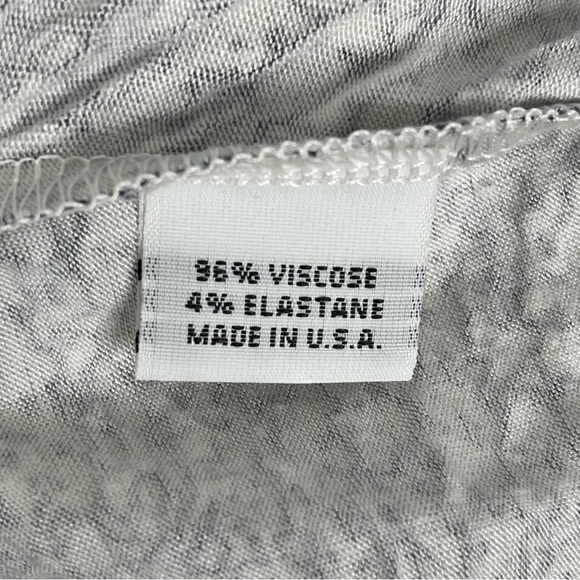 96% VISCOSE
4% ELASTANE
MADE IN U.S.A.